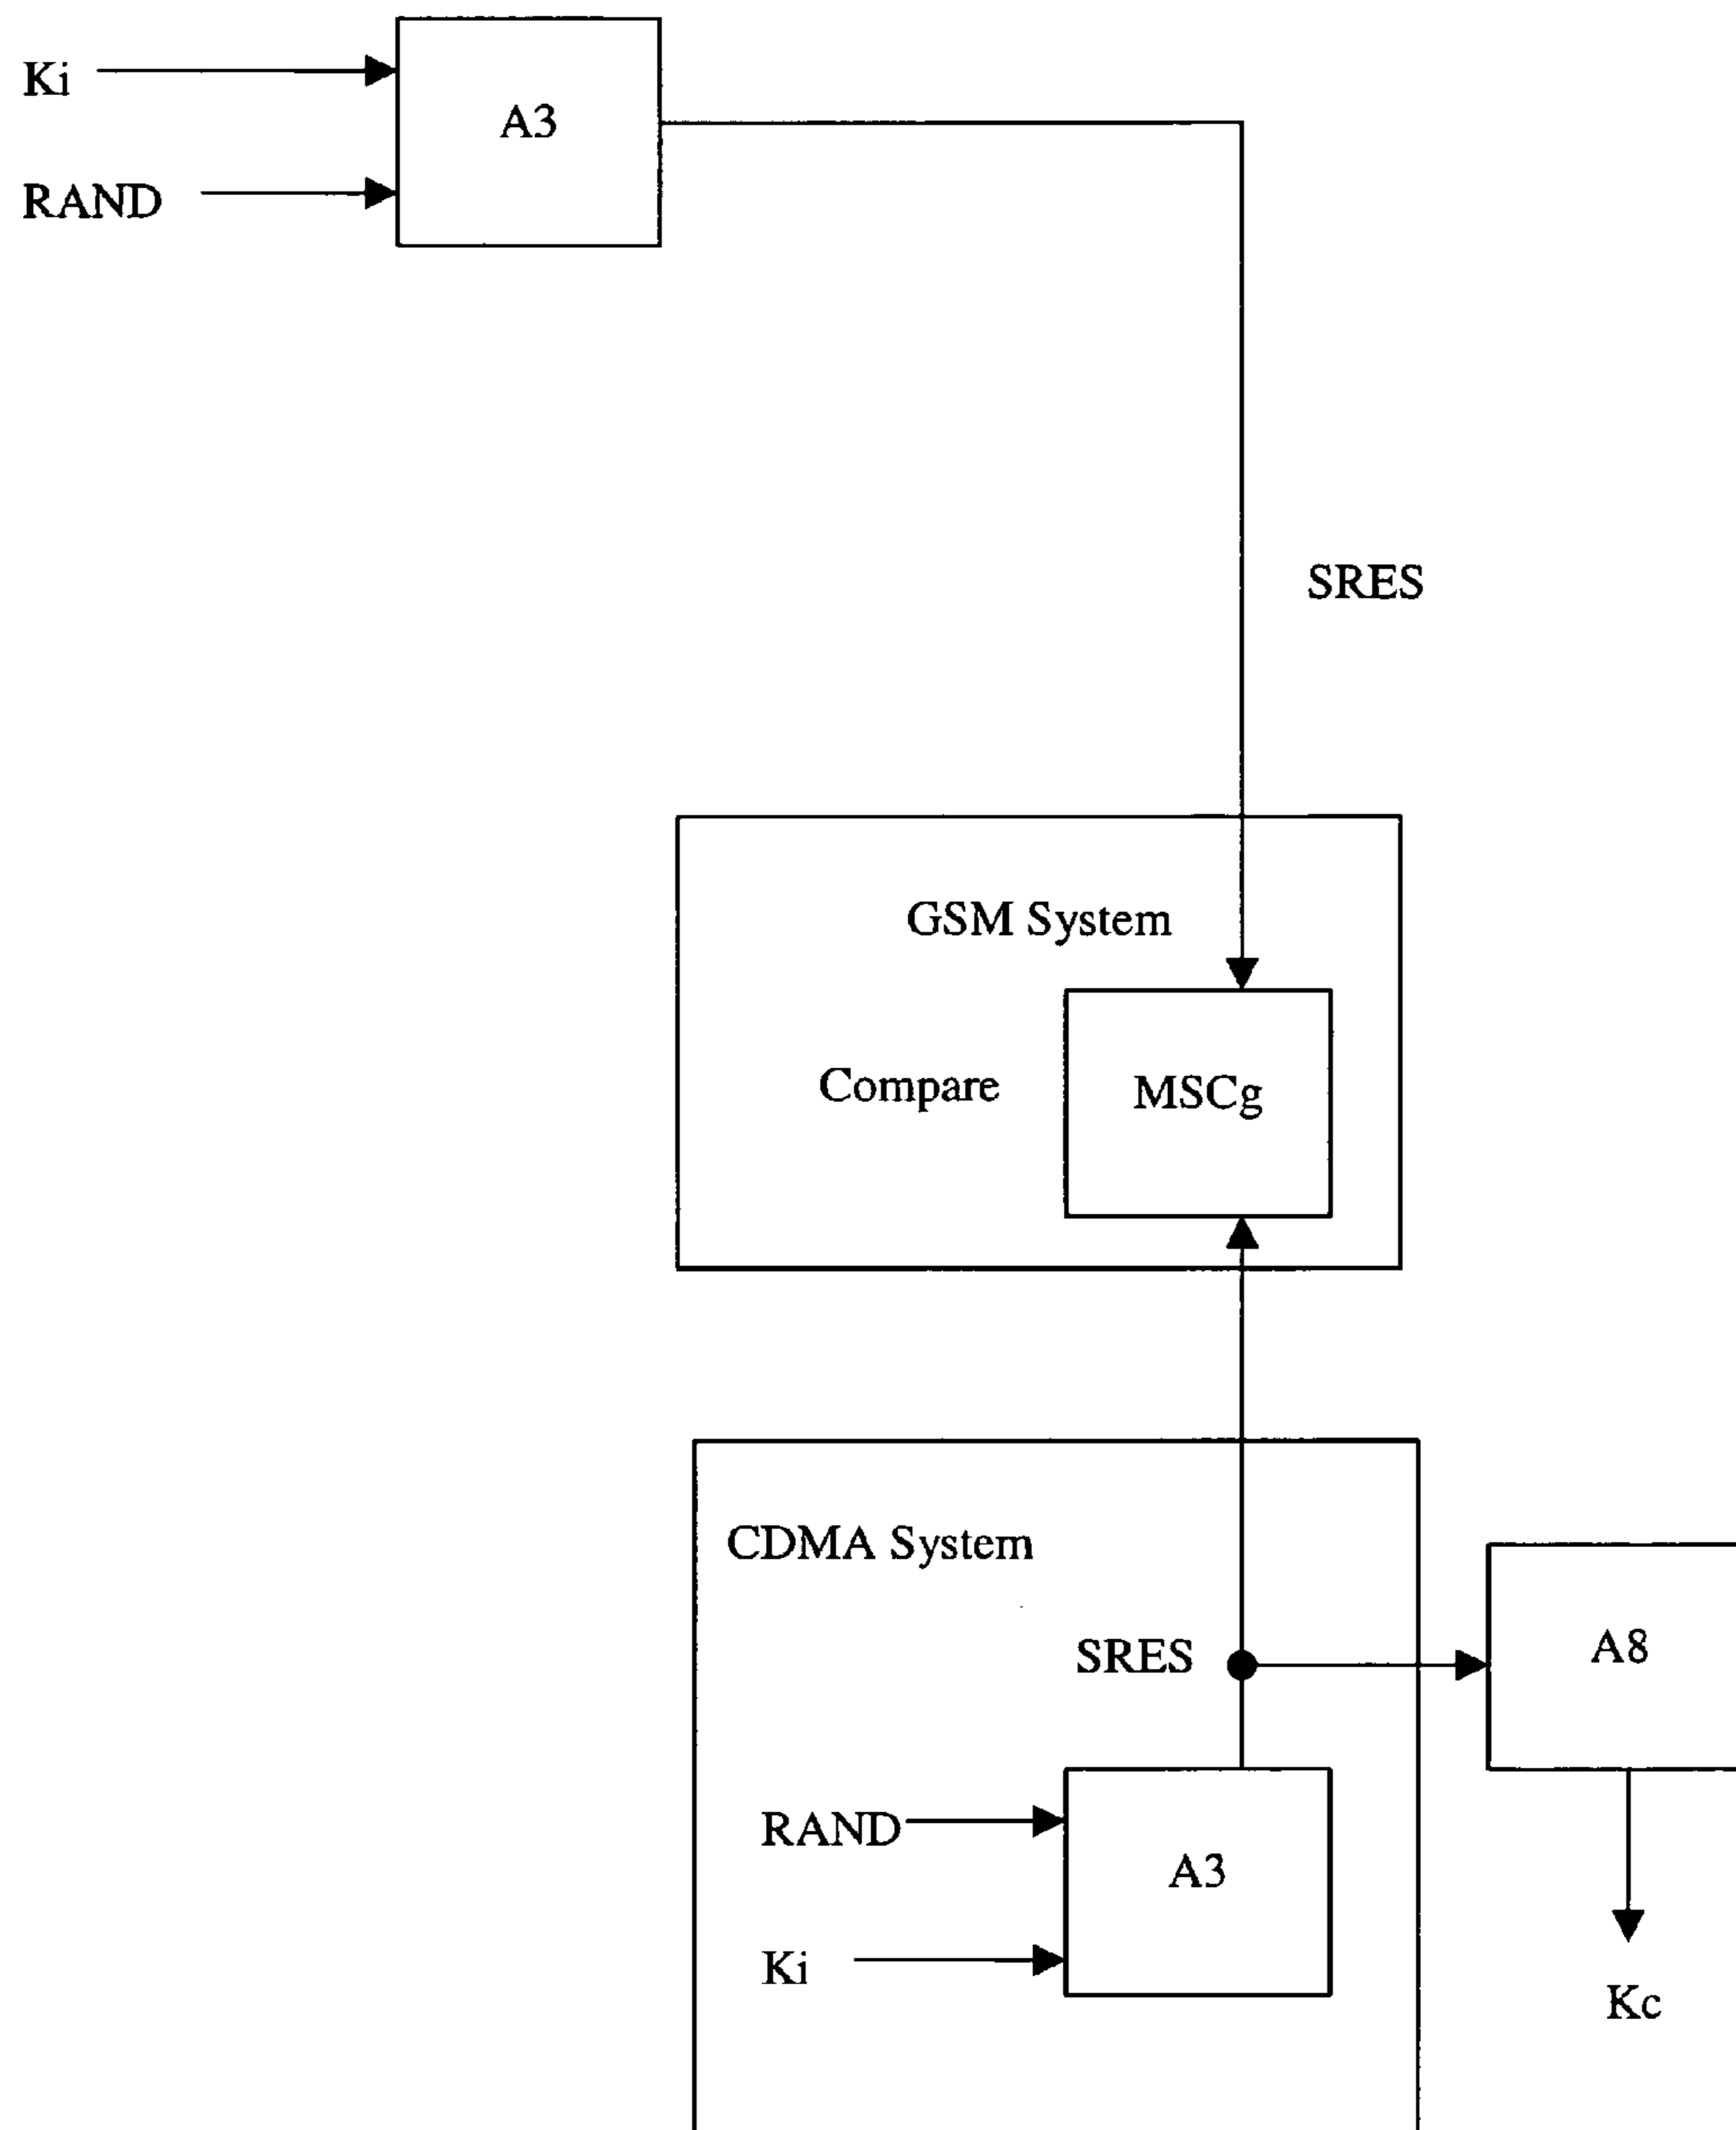 Ki
A3
RAND
SRES
GSM System
Compare
MSCg
CDMA System
SRES
A8
RAND
A3
Ki
Kc